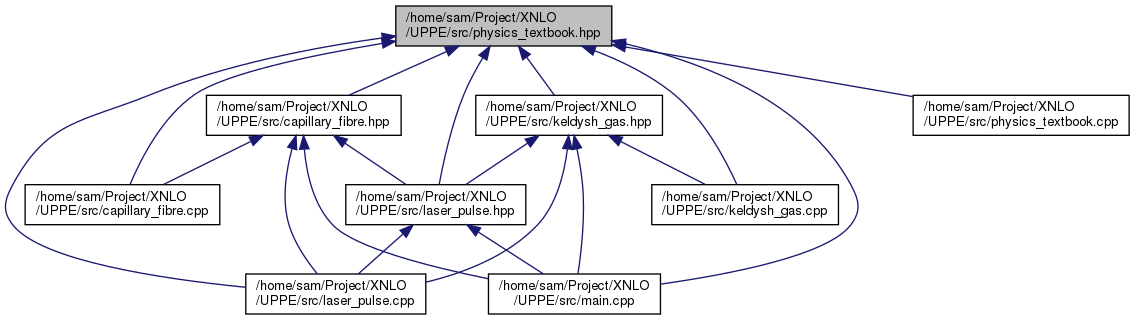 /home/sam/Project/XNLO
/UPPE/src/physics_textbook.hpp
/home/sam/Project/XNLO
/UPPE/src/capillary_fibre.hpp
/home/sam/Project/XNLO
/UPPE/src/keldysh_gas.hpp
/home/sam/Project/XNLO
/UPPE/src/physics_textbook.cpp
/home/sam/Project/XNLO
/UPPE/src/capillary_fibre.cpp
/home/sam/Project/XNLO
/UPPE/src/laser_pulse.hpp
/home/sam/Project/XNLO
/UPPE/src/keldysh_gas.cpp
/home/sam/Project/XNLO
/UPPE/src/laser_pulse.cpp
/home/sam/Project/XNLO
/UPPE/src/main.cpp